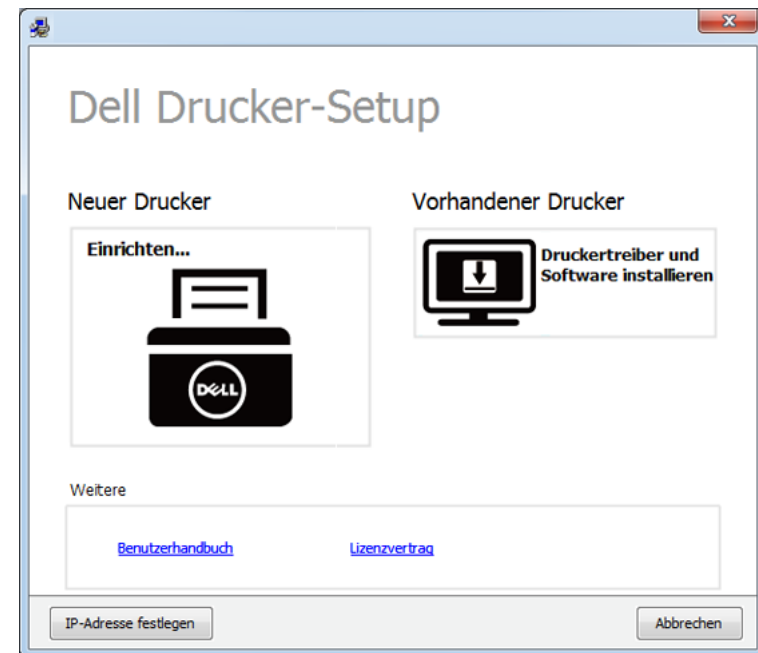 Dell Drucker-Setup
Neuer Drucker
Vorhandener Drucker
Einrichten...
DELL
Druckertreiber und
Software installieren
Weitere
Benutzerhandbuch
Lizenzvertrag
IP-Adresse festlegen
Abbrechen